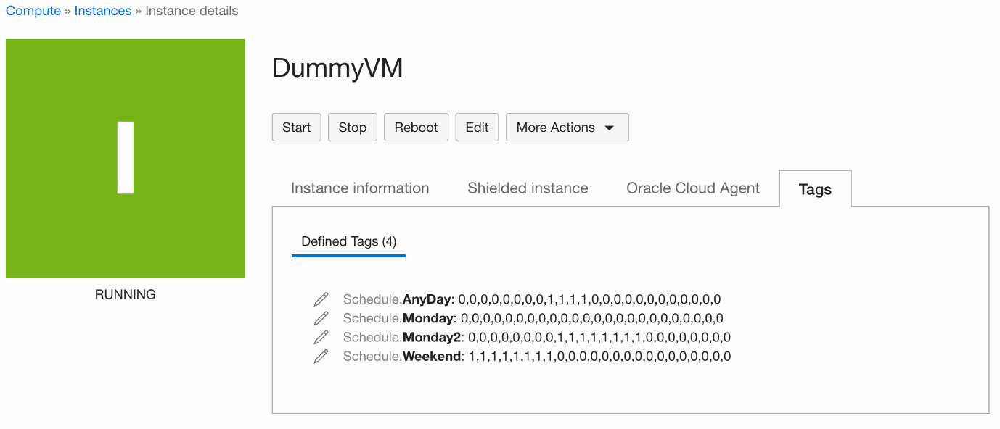 Compute » Instances » Instance details
DummyVM
Start Stop Reboot Edit More Actions
Instance information Shielded instance Oracle Cloud Agent Tags
Defined Tags (4)
RUNNING
Schedule.AnyDay: 0,0,0,0,0,0,0,0,1,1,1,1,0,0,0,0,0,0,0,0,0,0,0,0
Schedule.Monday: 0,0,0,0,0,0,0,0,0,0,0,0,0,0,0,0,0,0,0,0,0,0,0,0
Schedule.Monday2: 0,0,0,0,0,0,0,0,1,1,1,1,1,1,1,1,0,0,0,0,0,0,0,0
Schedule.Weekend: 1,1,1,1,1,1,1,1,0,0,0,0,0,0,0,0,0,0,0,0,0,0,0,0